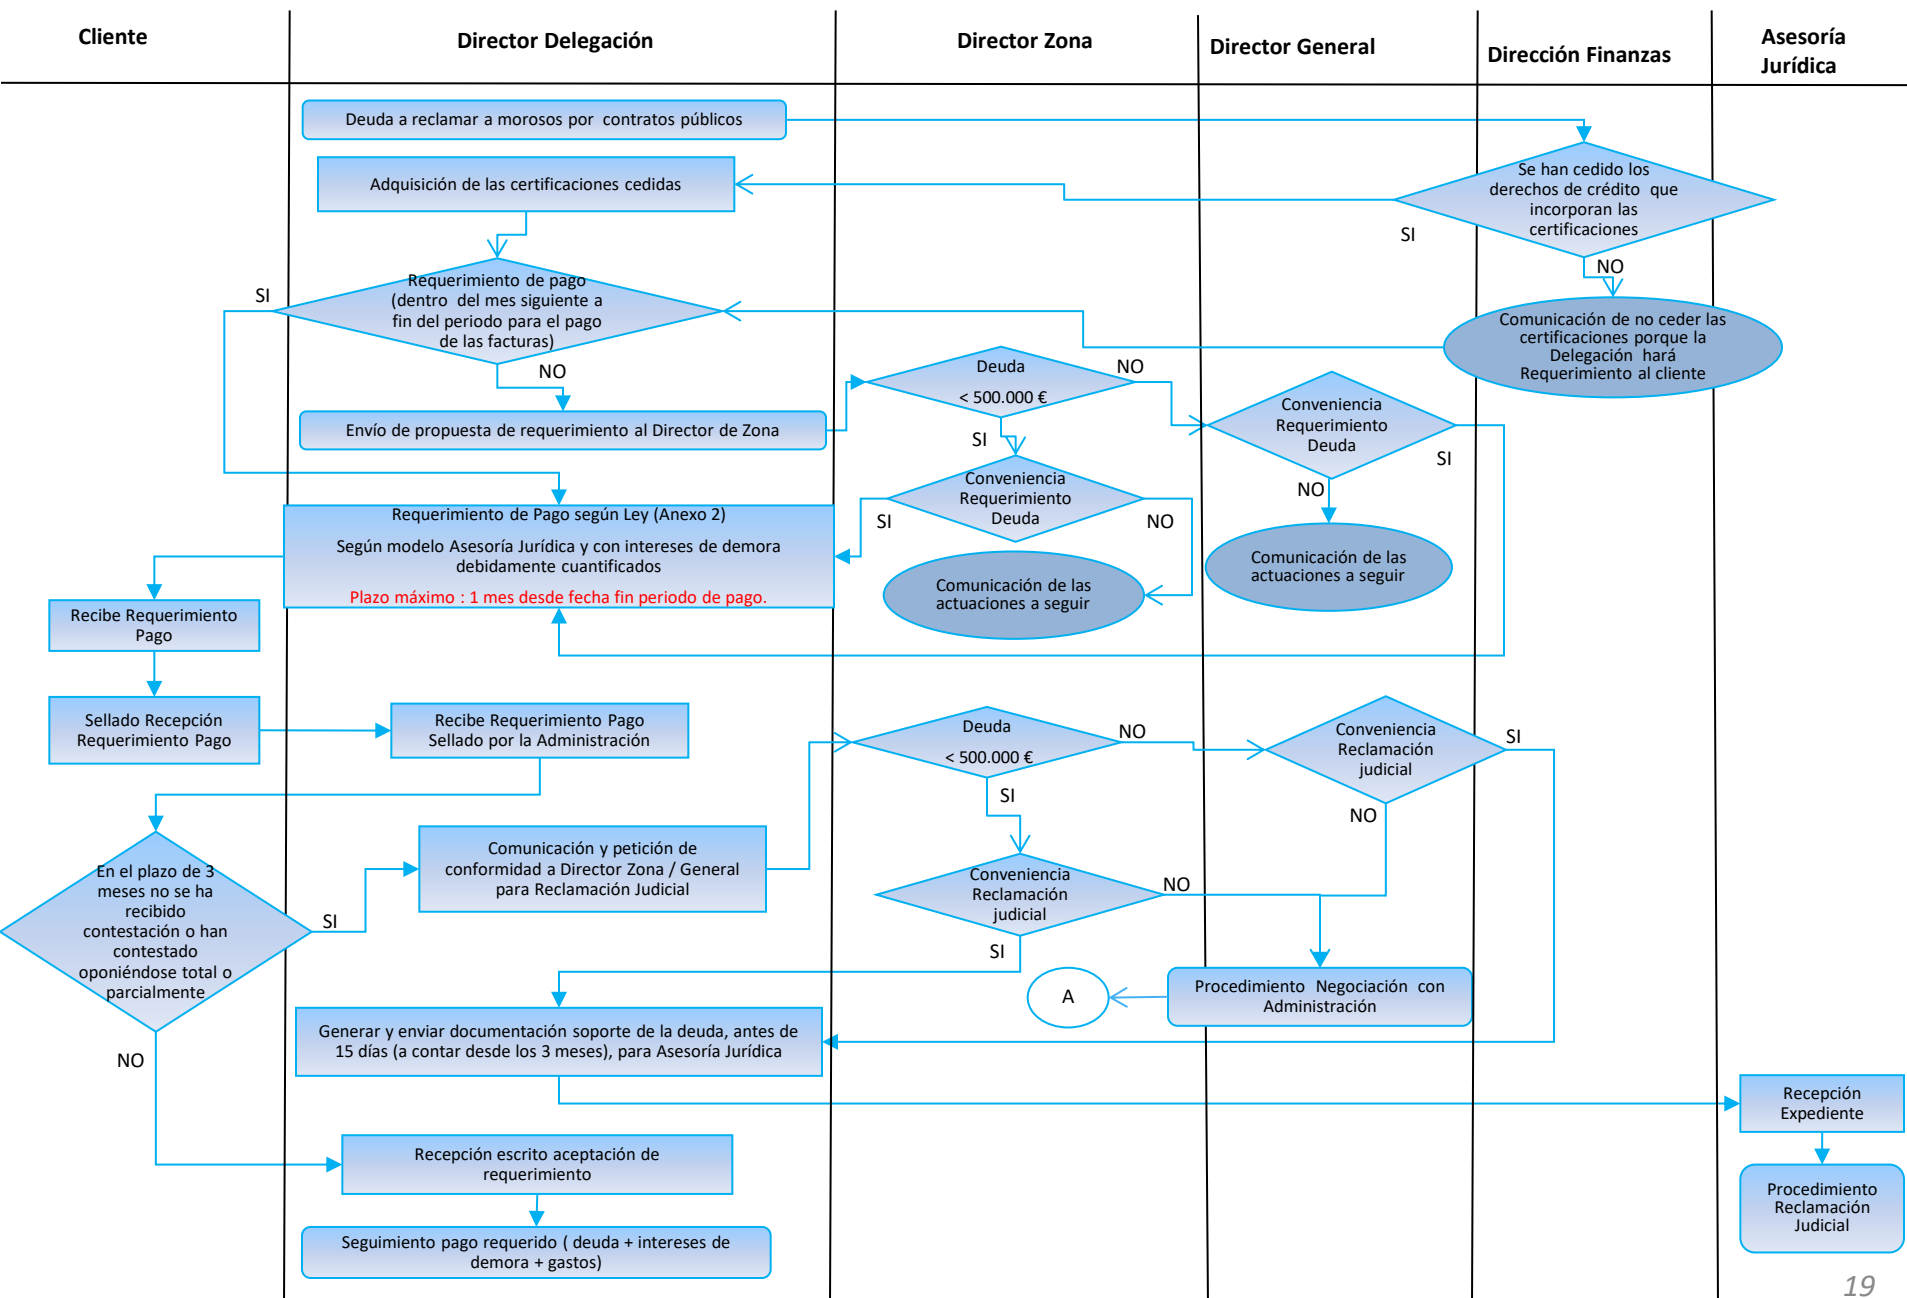 Cliente
Director Delegación
Director Zona
Director General
Dirección Finanzas
Asesoría
Jurídica
Deuda a reclamar a morosos por contratos públicos
Adquisición de las certificaciones cedidas
Se han cedido los
derechos de crédito que
incorporan las
certificaciones
SI
NO
Requerimiento de pago
(dentro del mes siguiente a
fin del periodo para el pago
de las facturas)
SI
NO
Comunicación de no ceder las
certificaciones porque la
Delegación hará
Requerimiento al cliente
Deuda
< 500.000 €
NO
SI
Envío de propuesta de requerimiento al Director de Zona
Conveniencia
Requerimiento
Deuda
SI
NO
Conveniencia
Requerimiento
Deuda
SI
NO
Requerimiento de Pago según Ley (Anexo 2)
Según modelo Asesoría Jurídica y con intereses de demora
debidamente cuantificados
Plazo máximo : 1 mes desde fecha fin periodo de pago.
Comunicación de las
actuaciones a seguir
Comunicación de las
actuaciones a seguir
Recibe Requerimiento
Pago
Sellado Recepción
Requerimiento Pago
Recibe Requerimiento Pago
Sellado por la Administración
Deuda
< 500.000 €
NO
SI
Conveniencia
Reclamación
judicial
SI
NO
En el plazo de 3
meses no se ha
recibido
contestación o han
contestado
oponiéndose total o
parcialmente
SI
NO
Comunicación y petición de
conformidad a Director Zona / General
para Reclamación Judicial
Conveniencia
Reclamación
judicial
NO
SI
A
Procedimiento Negociación con
Administración
Generar y enviar documentación soporte de la deuda, antes de
15 días (a contar desde los 3 meses), para Asesoría Jurídica
Recepción
Expediente
Recepción escrito aceptación de
requerimiento
Procedimiento
Reclamación
Judicial
Seguimiento pago requerido ( deuda + intereses de
demora + gastos)
19